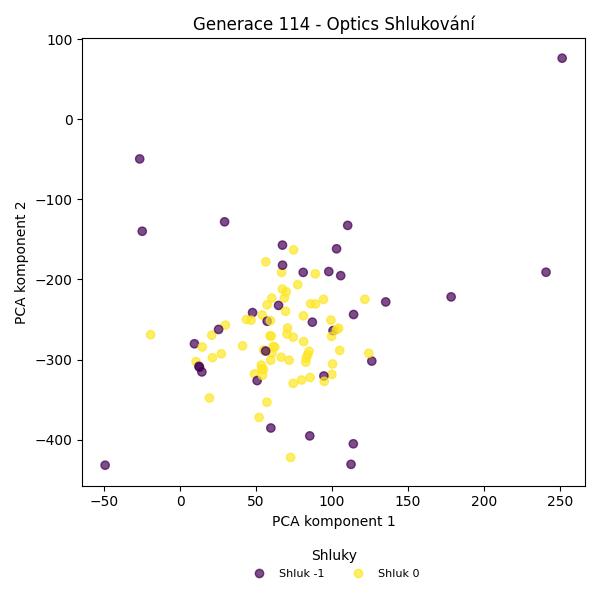 Generace 114 - Optics Shlukování
100
0
−100
−200
−300
−400
PCA komponent 2
−50
0
50
100
150
200
250
PCA komponent 1
Shluky
Shluk -1
Shluk 0